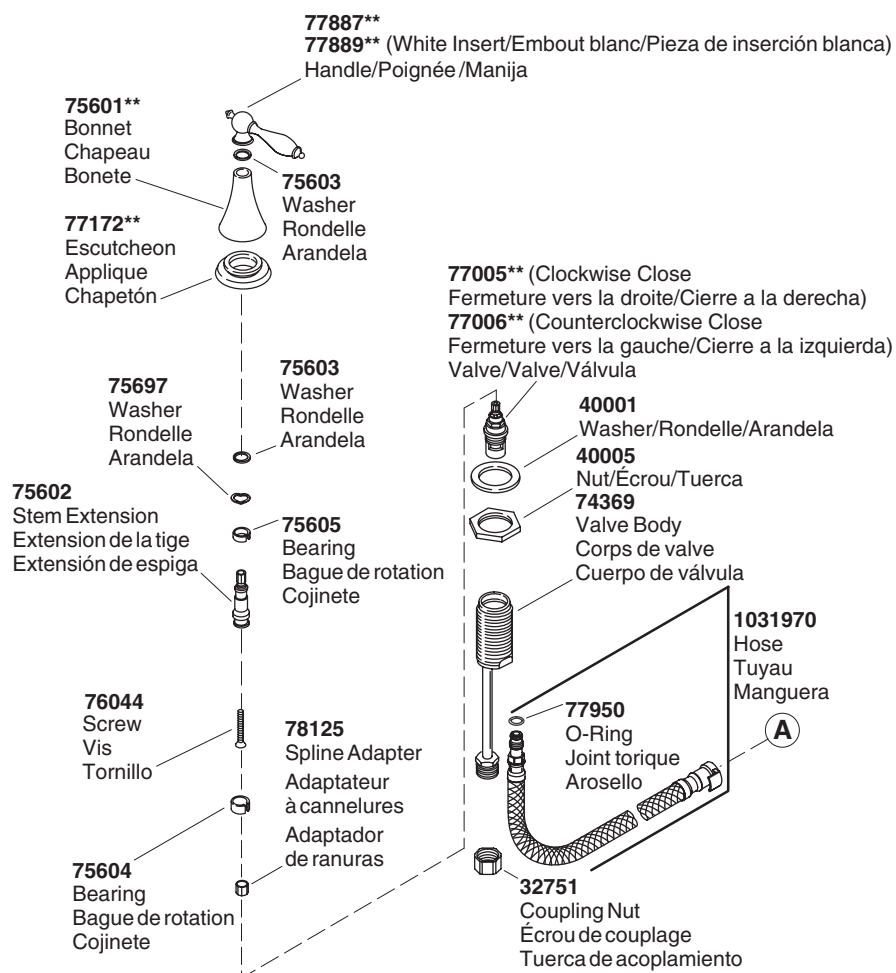 77887**
77889** (White Insert/Embout blanc/Pieza de inserción blanca)
Handle/Poignée/Manija
75601**
Bonnet
Chapeau
Bonete
75603
Washer
Rondelle
Arandela
77172**
Escutcheon
Applique
Chapetón
77005** (Clockwise Close
Fermeture vers la droite/Cierre a la derecha)
77006** (Counterclockwise Close
Fermeture vers la gauche/Cierre a la izquierda)
Valve/Valve/Válvula
75603
Washer
Rondelle
Arandela
75697
Washer
Rondelle
Arandela
40001
Washer/Rondelle/Arandela
40005
Nut/Écrou/Tuerca
74369
Valve Body
Corps de valve
Cuerpo de válvula
75602
Stem Extension
Extension de la tige
Extensión de espiga
75605
Bearing
Bague de rotation
Cojinete
1031970
Hose
Tuyau
Manguera
76044
Screw
Vis
Tornillo
78125
Spline Adapter
Adaptateur
à cannelures
Adaptador
de ranuras
77950
O-Ring
Joint torique
Arosello
A
75604
Bearing
Bague de rotation
Cojinete
32751
Coupling Nut
Écrou de couplage
Tuerca de acoplamiento